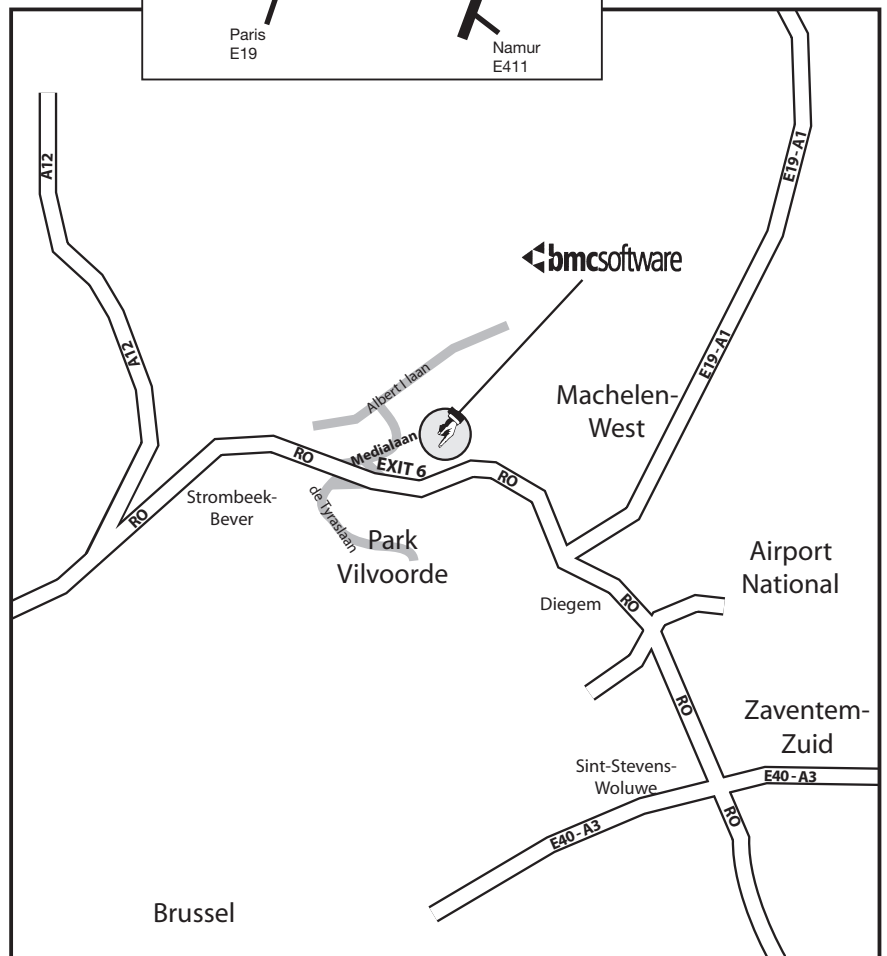 Paris
E19
Namur
E411
A12
E19-A1
bmcsoftware
A12
E19-A1
Albert I laan
Machelen-
West
Medialaan
RO
EXIT 6
RO
Strombeek-
Bever
RO
de Tyraslaan
Park
Vilvoorde
Airport
National
Diegem
RO
RO
Zaventem-
Zuid
Sint-Stevens-
Woluwe
E40-A3
RO
E40-A3
Brussel